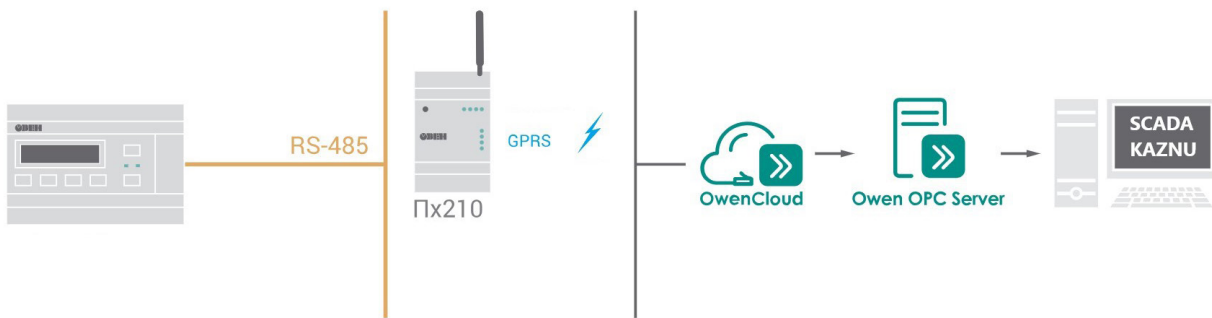 ОВЕН
RS-485
ОВЕН
Пх210
GPRS
OwenCloud
Owen OPC Server
SCADA
KAZNU